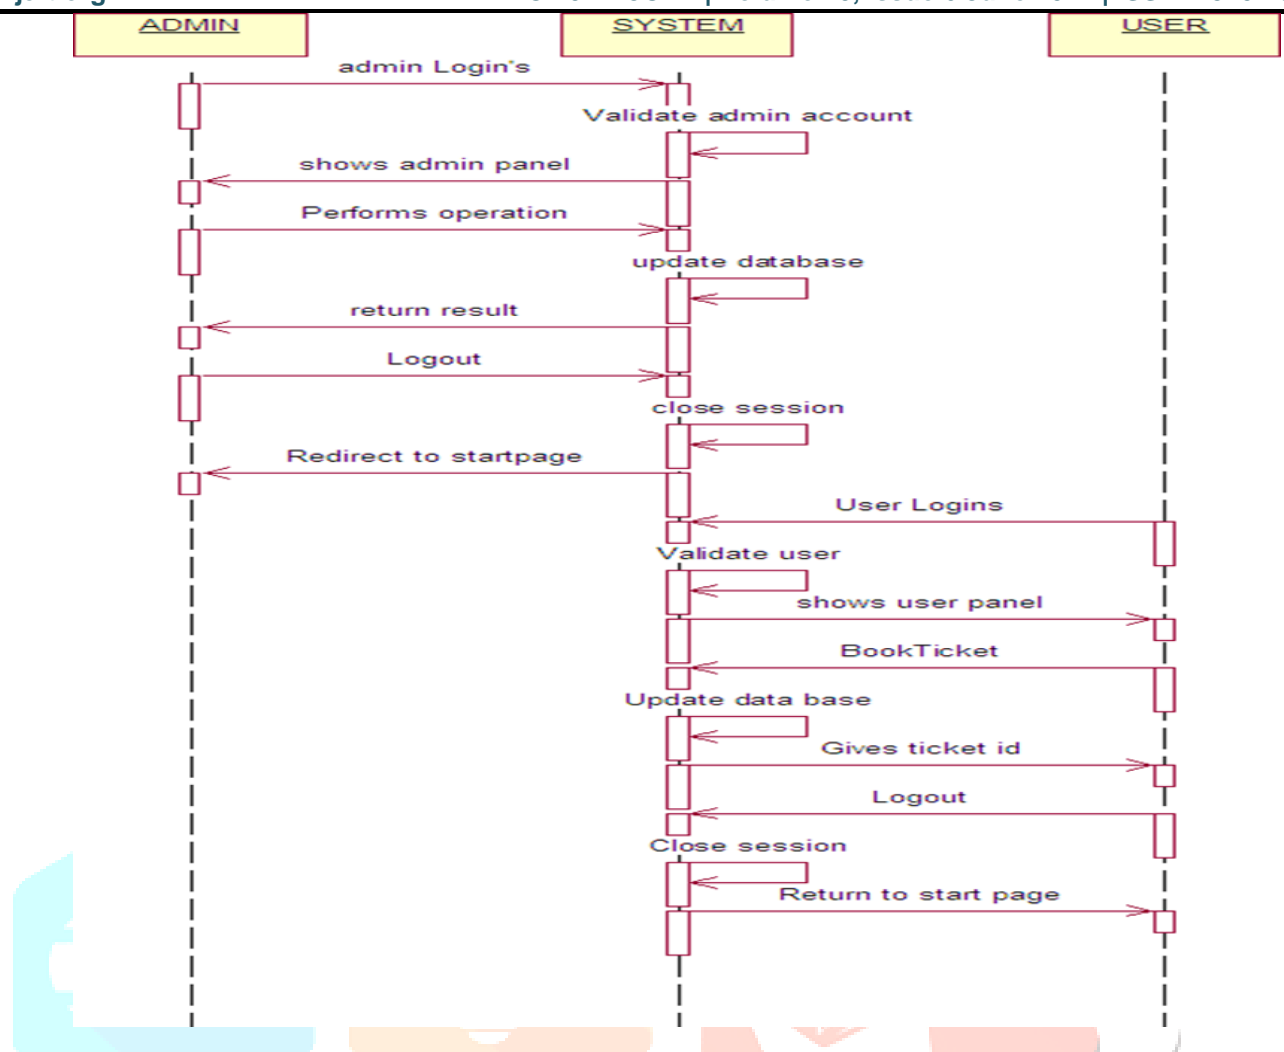 ADMIN SYSTEM USER
admin Login's
Validate admin account
shows admin panel
Performs operation
update database
return result
Logout
close session
Redirect to startpage
User Logins
Validate user
shows user panel
BookTicket
Update data base
Gives ticket id
Logout
Close session
Return to start page